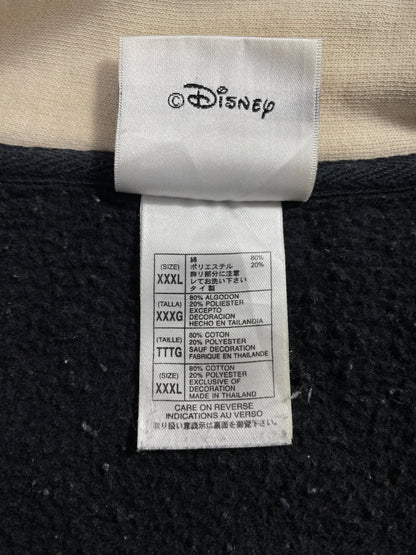 ©Disney
(SIZE)
XXXL
綿 80%
ポリエステル 20%
飾り部分に注意
してお洗い下さい
タイ製
(TALLA)
XXXG
80% ALGODON
20% POLIESTER
EXCEPTO
DECORACION
HECHO EN TAILANDIA
(TAILLE)
TTTG
80% COTON
20% POLYESTER
SAUF DECORATION
FABRIQUE EN THAILANDE
(SIZE)
XXXL
80% COTTON
20% POLYESTER
EXCLUSIVE OF
DECORATION
MADE IN THAILAND
CARE ON REVERSE
INDICATIONS AU VERSO
取り扱い意表示は裏面を御覧下さい